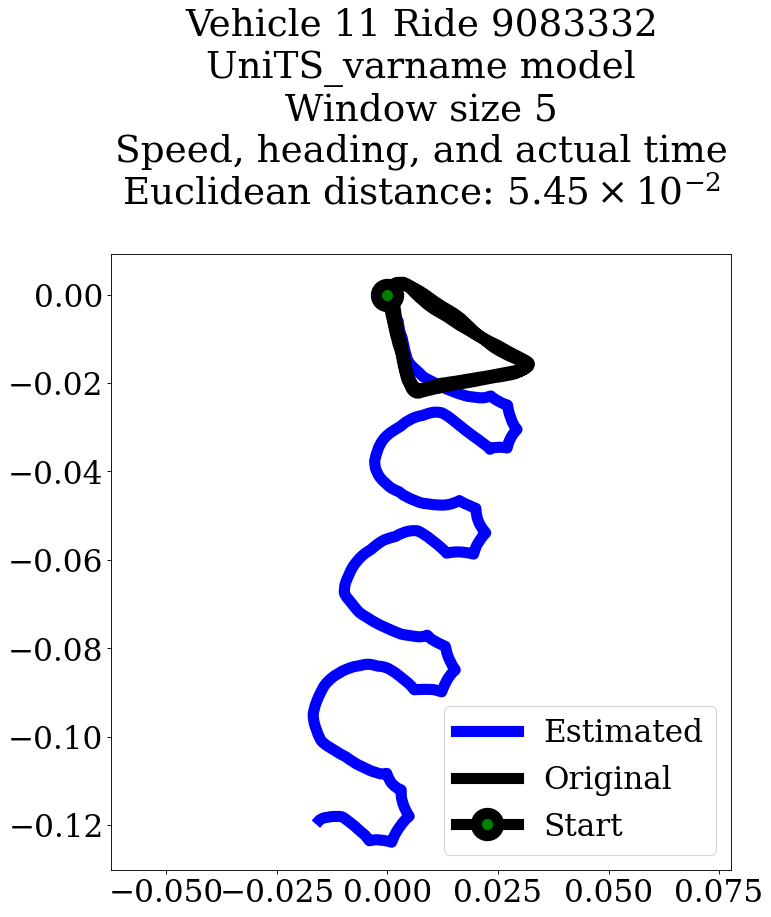 Vehicle 11 Ride 9083332
UniTS_varname model
Window size 5
Speed, heading, and actual time
Euclidean distance: 5.45 × 10⁻²
0.00
−0.02
−0.04
−0.06
−0.08
−0.10
−0.12
Estimated
Original
Start
−0.050 −0.025 0.000 0.025 0.050 0.075